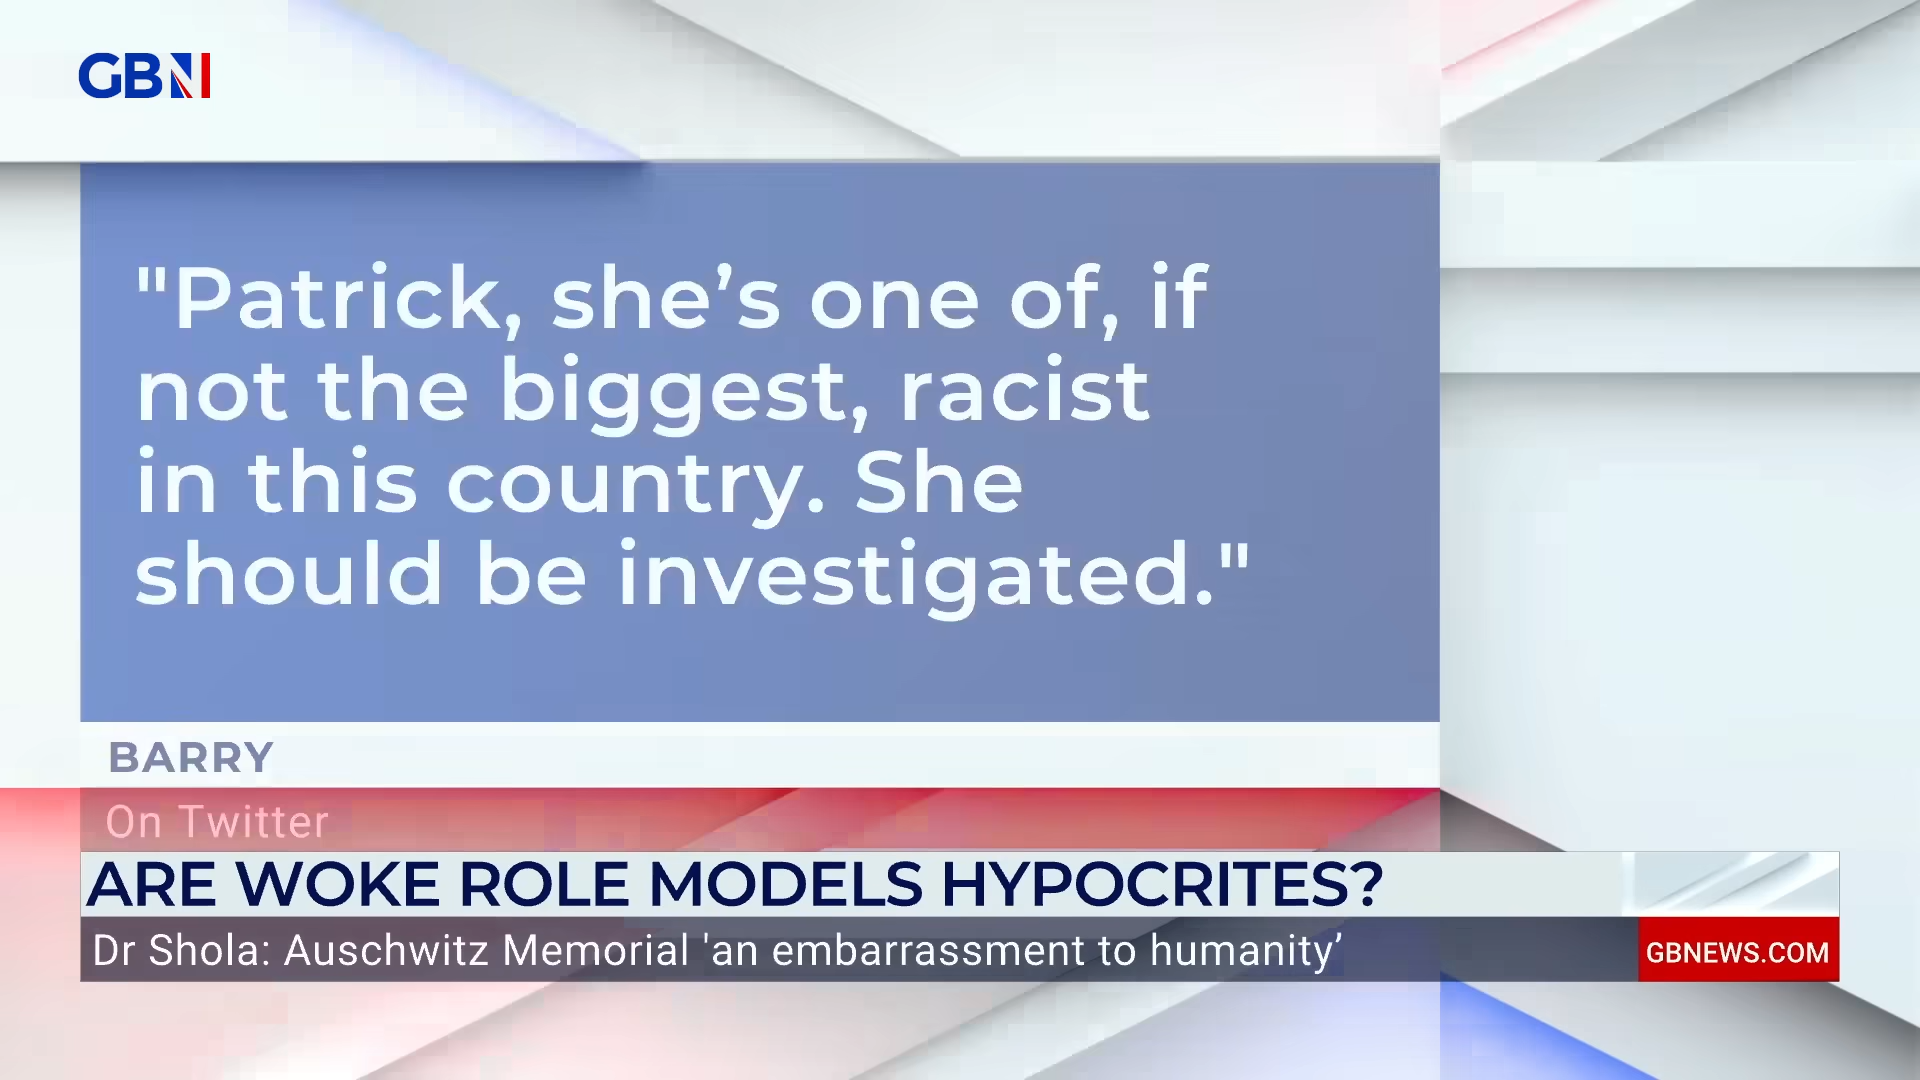 GBN
"Patrick, she’s one of, if
not the biggest, racist
in this country. She
should be investigated."
BARRY
On Twitter
ARE WOKE ROLE MODELS HYPOCRITES?
Dr Shola: Auschwitz Memorial 'an embarrassment to humanity’
GBNEWS.COM